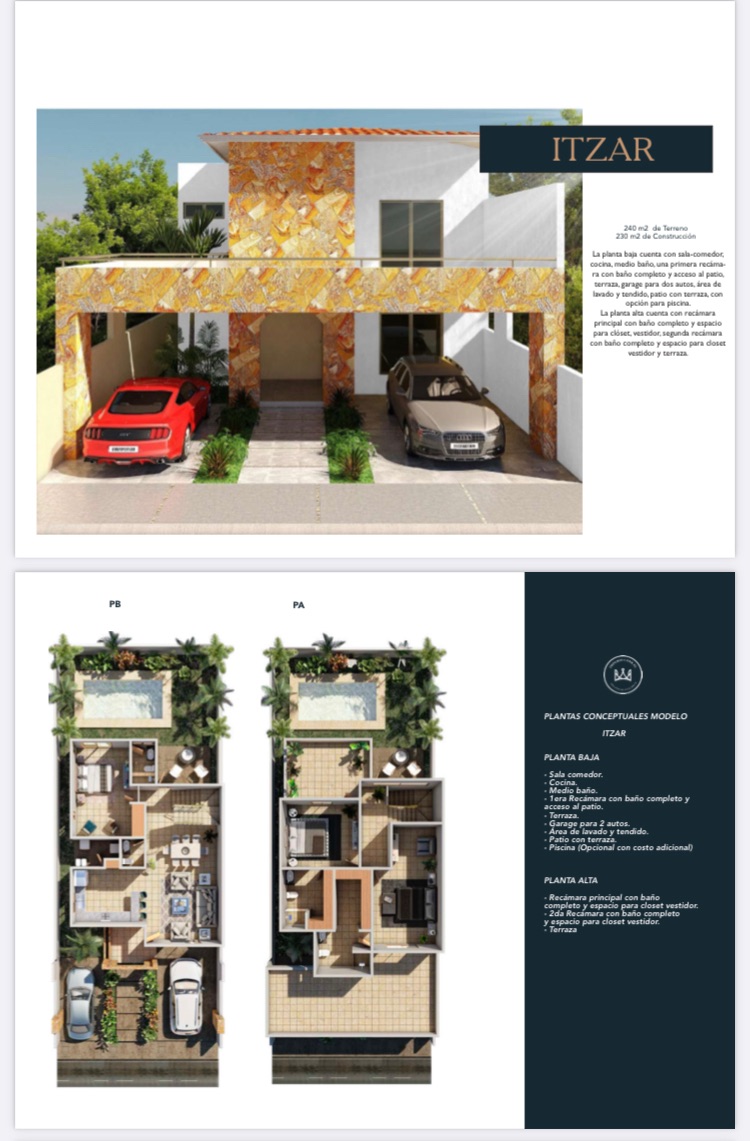 ITZAR
240 m2 de Terreno
230 m2 de Construcción
La planta baja cuenta con sala-comedor,
cocina, medio baño, una primera recáma-
ra con baño completo y acceso al patio,
terraza, garage para dos autos, área de
lavado y tendido, patio con terraza, con
opción para piscina.
La planta alta cuenta con recámara
principal con baño completo y espacio
para clóset, vestidor, segunda recámara
con baño completo y espacio para closet
vestidor y terraza.
PB
PA
PLANTAS CONCEPTUALES MODELO
ITZAR
PLANTA BAJA
- Sala comedor.
- Cocina.
- Medio baño.
- 1era Recámara con baño completo y
acceso al patio.
- Terraza.
- Garage para 2 autos.
- Área de lavado y tendido.
- Patio con terraza.
- Piscina (Opcional con costo adicional)
PLANTA ALTA
- Recámara principal con baño
completo y espacio para closet vestidor.
- 2da Recámara con baño completo
y espacio para closet vestidor.
- Terraza